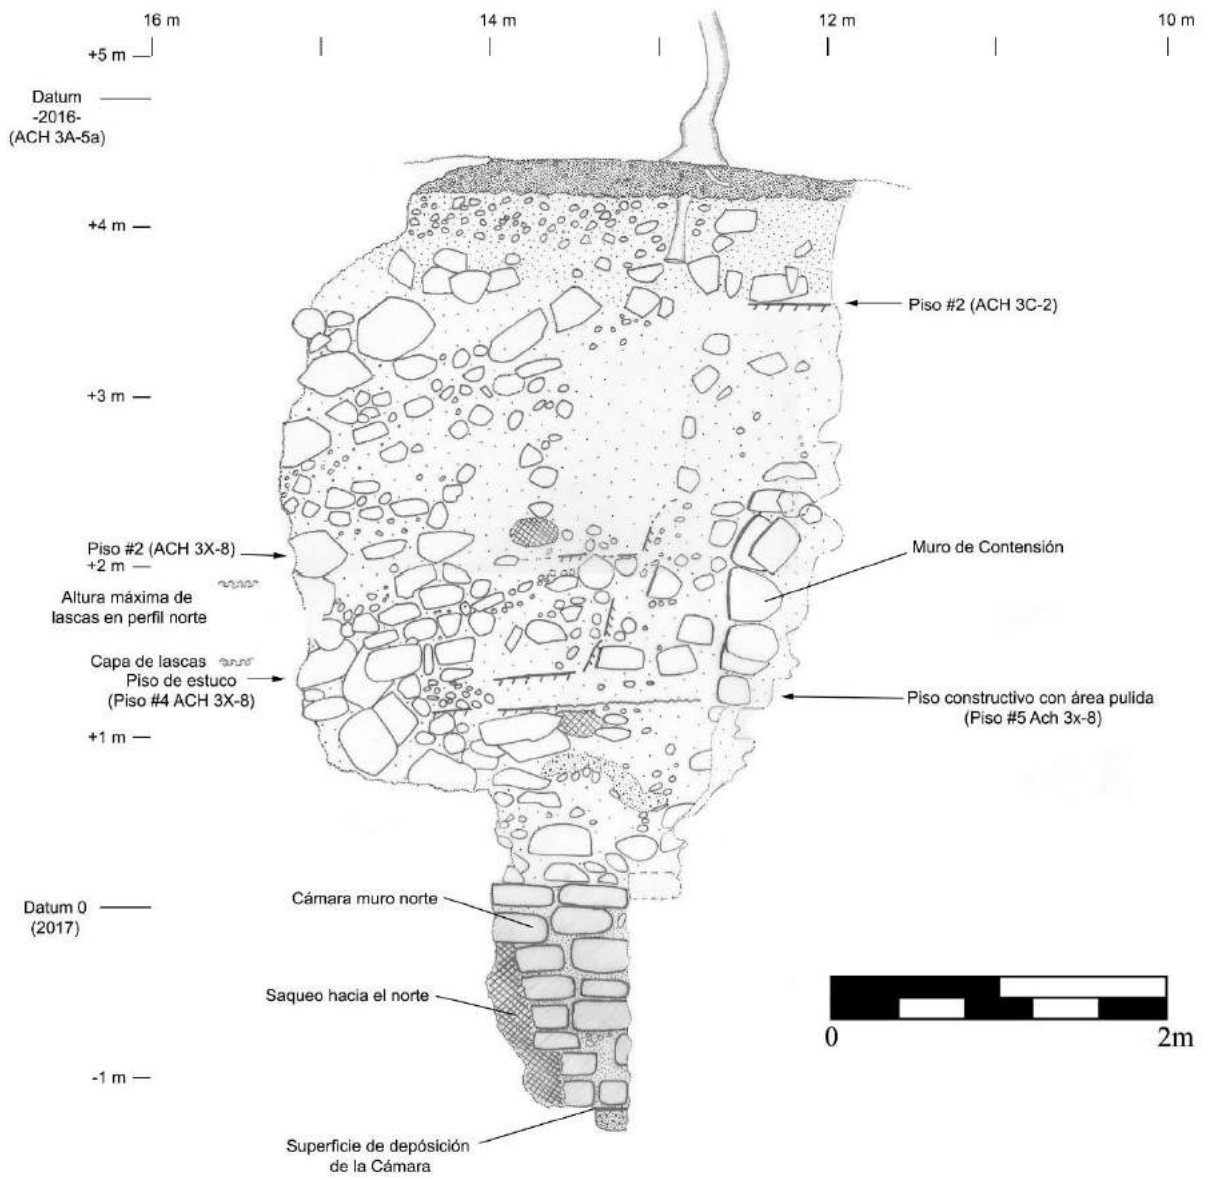 16 m
14 m
12 m
10 m
+5 m
Datum
-2016-
(ACH 3A-5a)
+4 m
Piso #2 (ACH 3C-2)
+3 m
Piso #2 (ACH 3X-8)
+2 m
Muro de Contensión
Altura máxima de
lascas en perfil norte
Capa de lascas
Piso de estuco
(Piso #4 ACH 3X-8)
Piso constructivo con área pulida
(Piso #5 Ach 3x-8)
+1 m
Cámara muro norte
Datum 0
(2017)
Saqueo hacia el norte
0
2m
-1 m
Superficie de depósición
de la Cámara